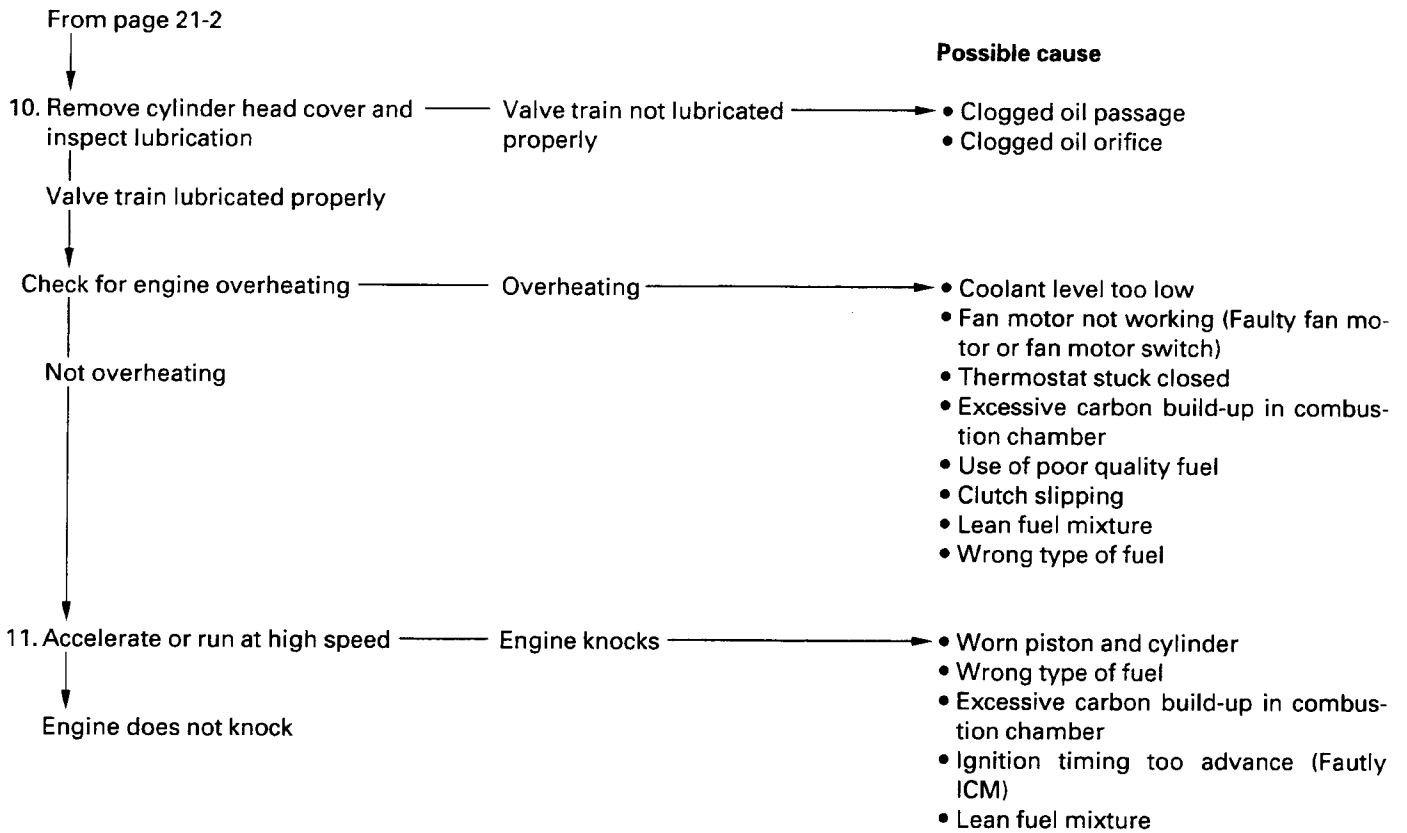 From page 21-2
Possible cause
10. Remove cylinder head cover and
inspect lubrication
Valve train not lubricated
properly
• Clogged oil passage
• Clogged oil orifice
Valve train lubricated properly
Check for engine overheating
Overheating
• Coolant level too low
• Fan motor not working (Faulty fan mo-
tor or fan motor switch)
• Thermostat stuck closed
• Excessive carbon build-up in combus-
tion chamber
• Use of poor quality fuel
• Clutch slipping
• Lean fuel mixture
• Wrong type of fuel
Not overheating
11. Accelerate or run at high speed
Engine knocks
• Worn piston and cylinder
• Wrong type of fuel
• Excessive carbon build-up in combus-
tion chamber
• Ignition timing too advance (Fautly
ICM)
• Lean fuel mixture
Engine does not knock